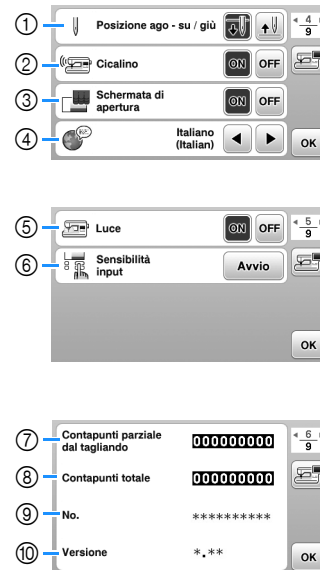 ① Posizione ago - su / giù 4
9
② Cicalino ON OFF
③ Schermata di
apertura ON OFF
④ Italiano
(Italian) OK
⑤ Luce ON OFF 5
9
⑥ Sensibilità
input Avvio
OK
⑦ Contapunti parziale
dal tagliando 000000000 6
9
⑧ Contapunti totale 000000000
⑨ No. **********
⑩ Versione *.** OK